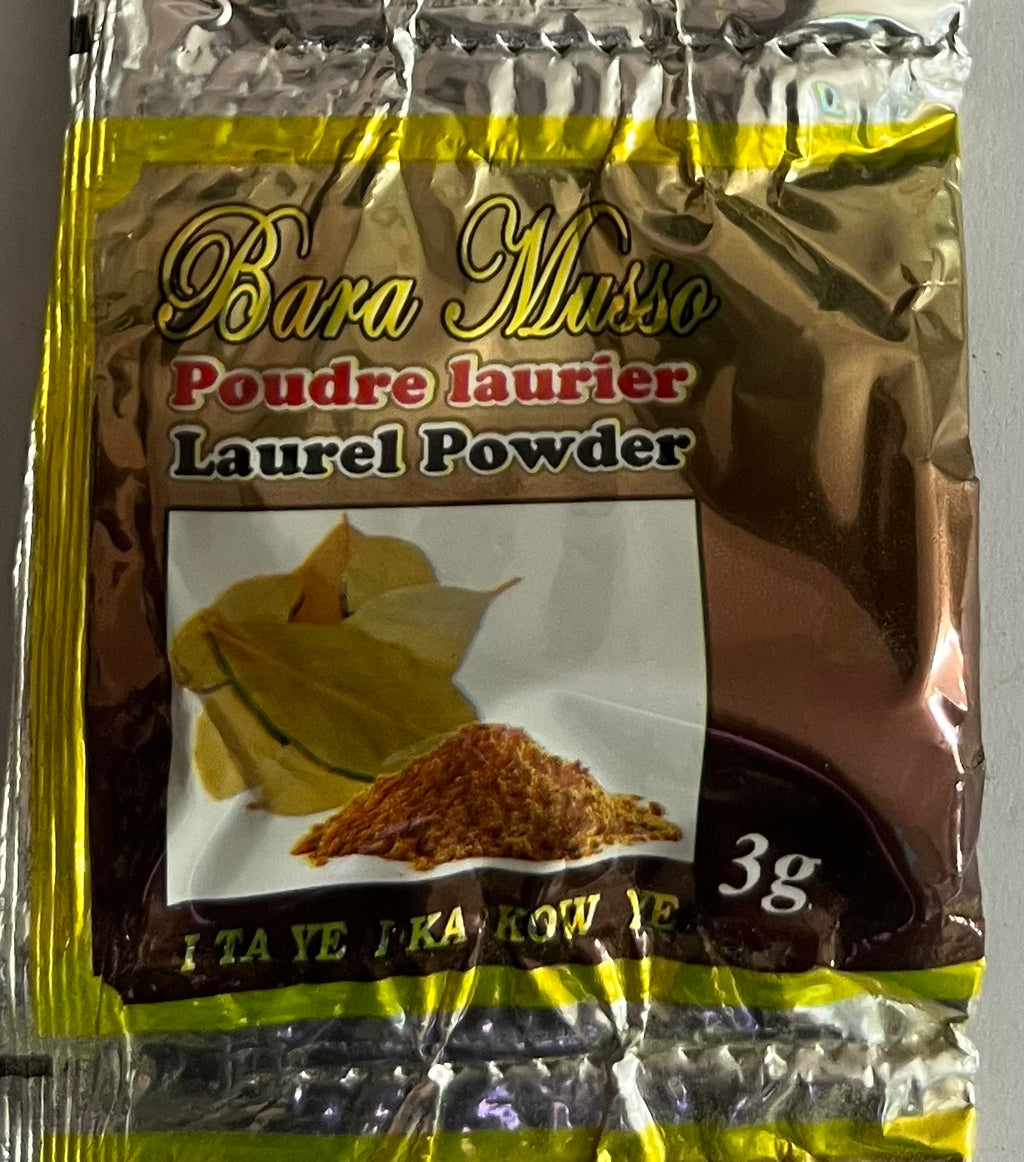 Bara Musso
Poudre laurier
Laurel Powder
3g
I TA YE I KA KOW YE